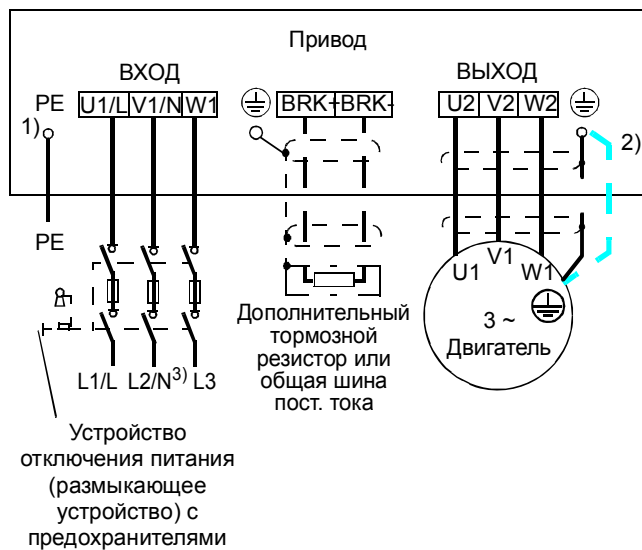 Привод
ВХОД
ВЫХОД
PE U1/L V1/N W1
BRK+ BRK-
U2 V2 W2
1)
2)
PE
U1 V1 W1
3 ~
Двигатель
Дополнительный
тормозной
резистор или
общая шина
пост. тока
L1/L L2/N3) L3
Устройство
отключения питания
(размыкающее
устройство) с
предохранителями